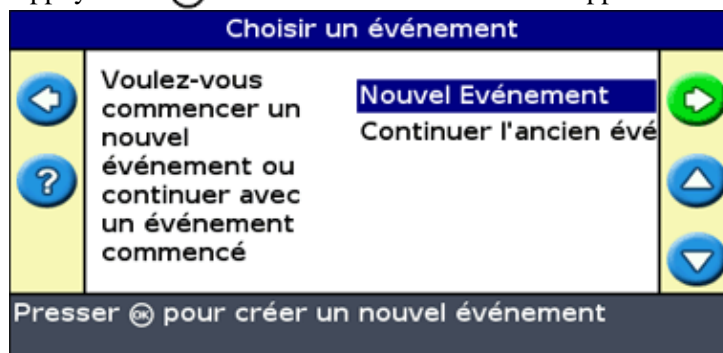 Choisir un événement
Voulez-vous
commencer un
nouvel
événement ou
continuer avec
un événement
commencé
Nouvel Evénement
Continuer l'ancien évé
?
Presser OK pour créer un nouvel événement